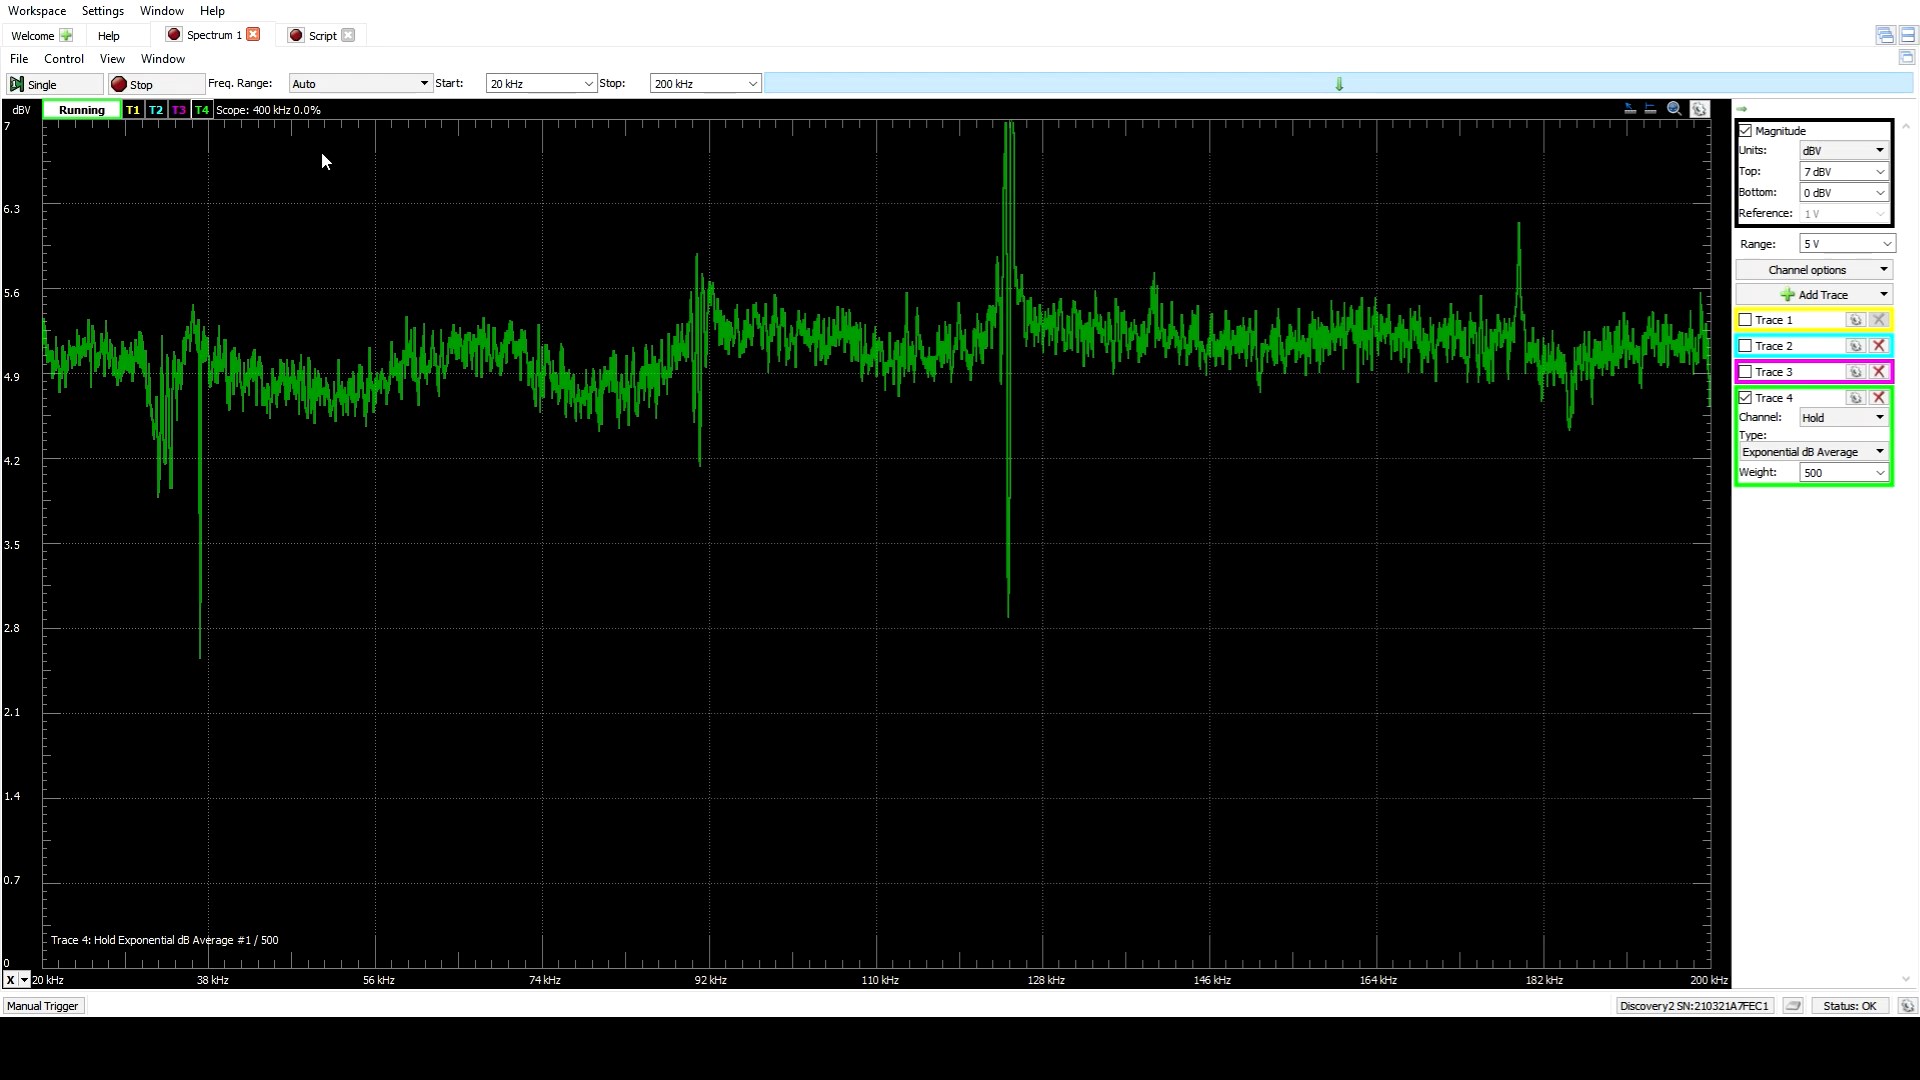 Workspace Settings Window Help
Welcome Help Spectrum 1 Script
File Control View Window
Single Stop Freq. Range: Auto Start: 20 kHz Stop: 200 kHz
dBV Running T1 T2 T3 T4 Scope: 400 kHz 0.0%
7
6.3
5.6
4.9
4.2
3.5
2.8
2.1
1.4
0.7
0
Trace 4: Hold Exponential dB Average #1 / 500
X 20 kHz 38 kHz 56 kHz 74 kHz 92 kHz 110 kHz 128 kHz 146 kHz 164 kHz 182 kHz 200 kHz
Magnitude
Units: dBV
Top: 7 dBV
Bottom: 0 dBV
Reference: 1 V
Range: 5 V
Channel options
Add Trace
Trace 1
Trace 2
Trace 3
Trace 4
Channel: Hold
Type:
Exponential dB Average
Weight: 500
Manual Trigger Discovery2 SN:210321A7FEC1 Status: OK